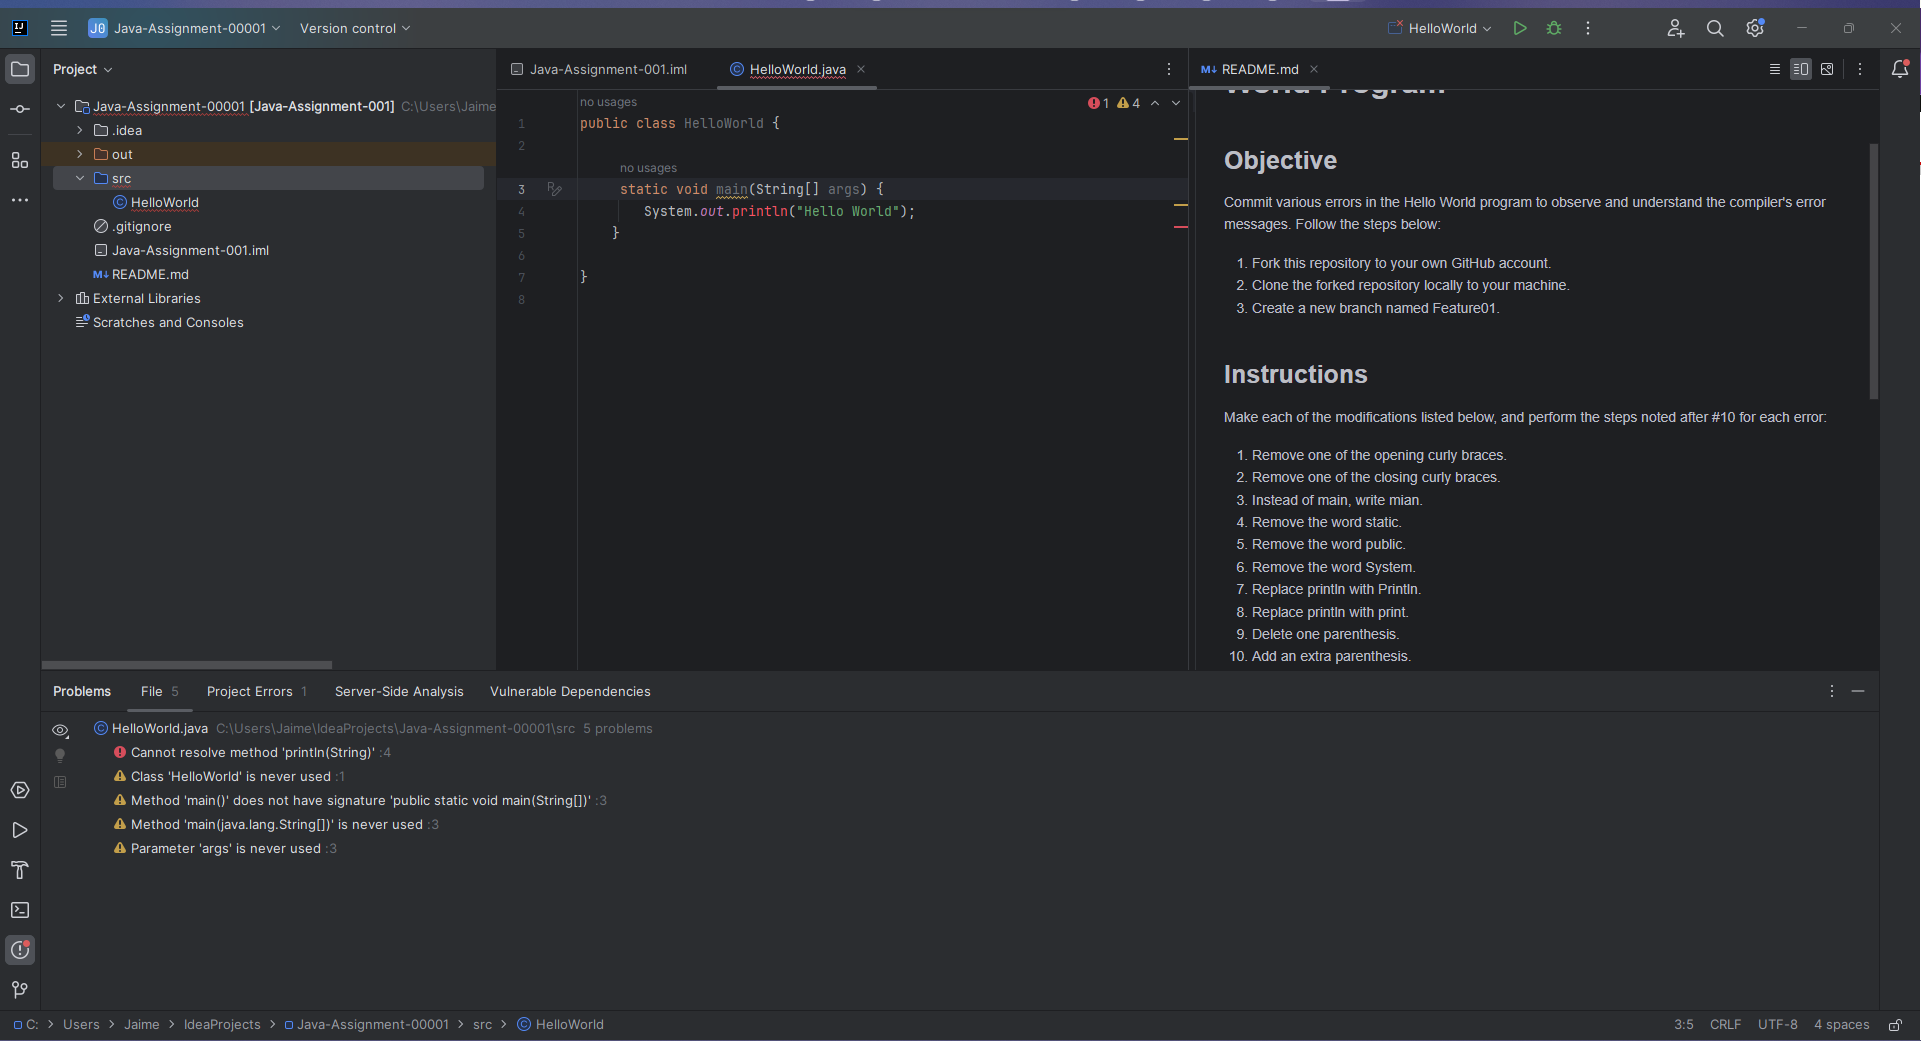 J0 Java-Assignment-00001 Version control HelloWorld
Project
Java-Assignment-00001 [Java-Assignment-001] C:\Users\Jaime
.idea
out
src
HelloWorld
.gitignore
Java-Assignment-001.iml
README.md
External Libraries
Scratches and Consoles
Java-Assignment-001.iml HelloWorld.java
no usages
1 4
1 public class HelloWorld {
2
no usages
3 static void main(String[] args) {
4 System.out.println("Hello World");
5 }
6
7 }
8
README.md
World Program
Objective
Commit various errors in the Hello World program to observe and understand the compiler's error
messages. Follow the steps below:
1. Fork this repository to your own GitHub account.
2. Clone the forked repository locally to your machine.
3. Create a new branch named Feature01.
Instructions
Make each of the modifications listed below, and perform the steps noted after #10 for each error:
1. Remove one of the opening curly braces.
2. Remove one of the closing curly braces.
3. Instead of main, write mian.
4. Remove the word static.
5. Remove the word public.
6. Remove the word System.
7. Replace println with Println.
8. Replace println with print.
9. Delete one parenthesis.
10. Add an extra parenthesis.
Problems File 5 Project Errors 1 Server-Side Analysis Vulnerable Dependencies
HelloWorld.java C:\Users\Jaime\IdeaProjects\Java-Assignment-00001\src 5 problems
Cannot resolve method 'println(String)' :4
Class 'HelloWorld' is never used :1
Method 'main()' does not have signature 'public static void main(String[])' :3
Method 'main(java.lang.String[])' is never used :3
Parameter 'args' is never used :3
C: > Users > Jaime > IdeaProjects > Java-Assignment-00001 > src > HelloWorld
3:5 CRLF UTF-8 4 spaces